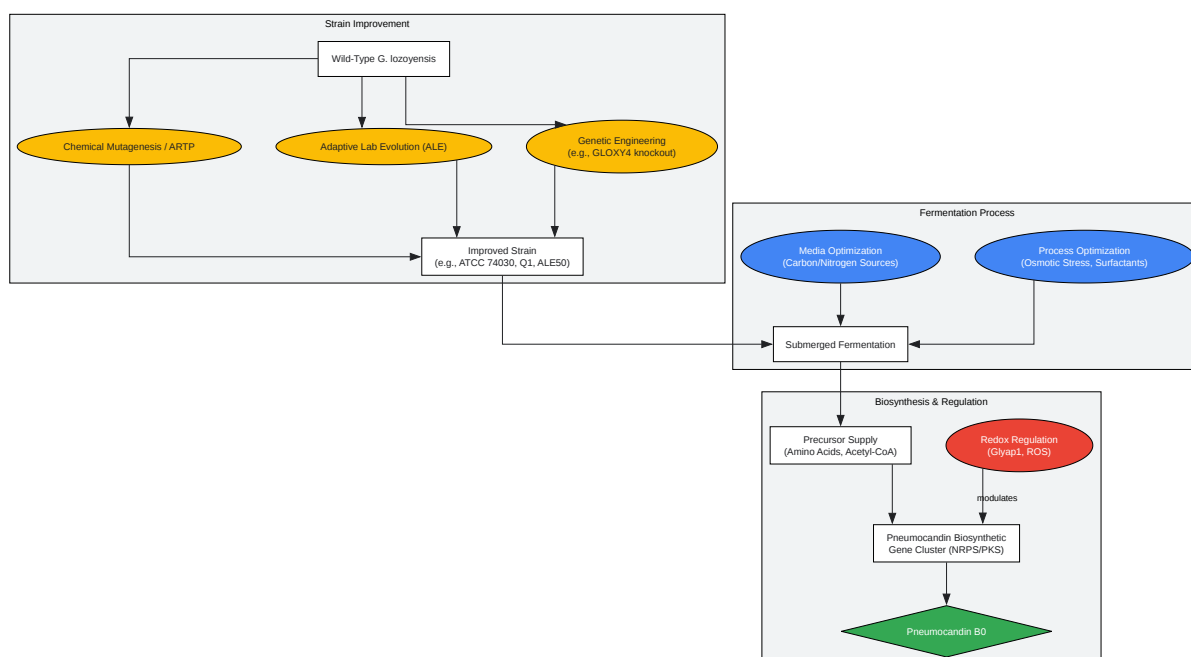 Strain Improvement
Wild-Type G. lozoyensis
Chemical Mutagenesis / ARTP
Adaptive Lab Evolution (ALE)
Genetic Engineering
(e.g., GLOXY4 knockout)
Improved Strain
(e.g., ATCC 74030, Q1, ALE50)
Fermentation Process
Media Optimization
(Carbon/Nitrogen Sources)
Process Optimization
(Osmotic Stress, Surfactants)
Submerged Fermentation
Biosynthesis & Regulation
Precursor Supply
(Amino Acids, Acetyl-CoA)
Redox Regulation
(Glyap1, ROS)
modulates
Pneumocandin Biosynthetic
Gene Cluster (NRPS/PKS)
Pneumocandin B0